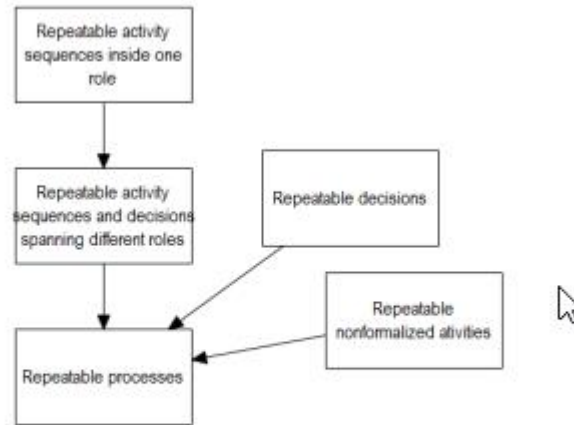 Repeatable activity
sequences inside one
role
Repeatable activity
sequences and decisions
spanning different roles
Repeatable decisions
Repeatable
nonformalized ativities
Repeatable processes